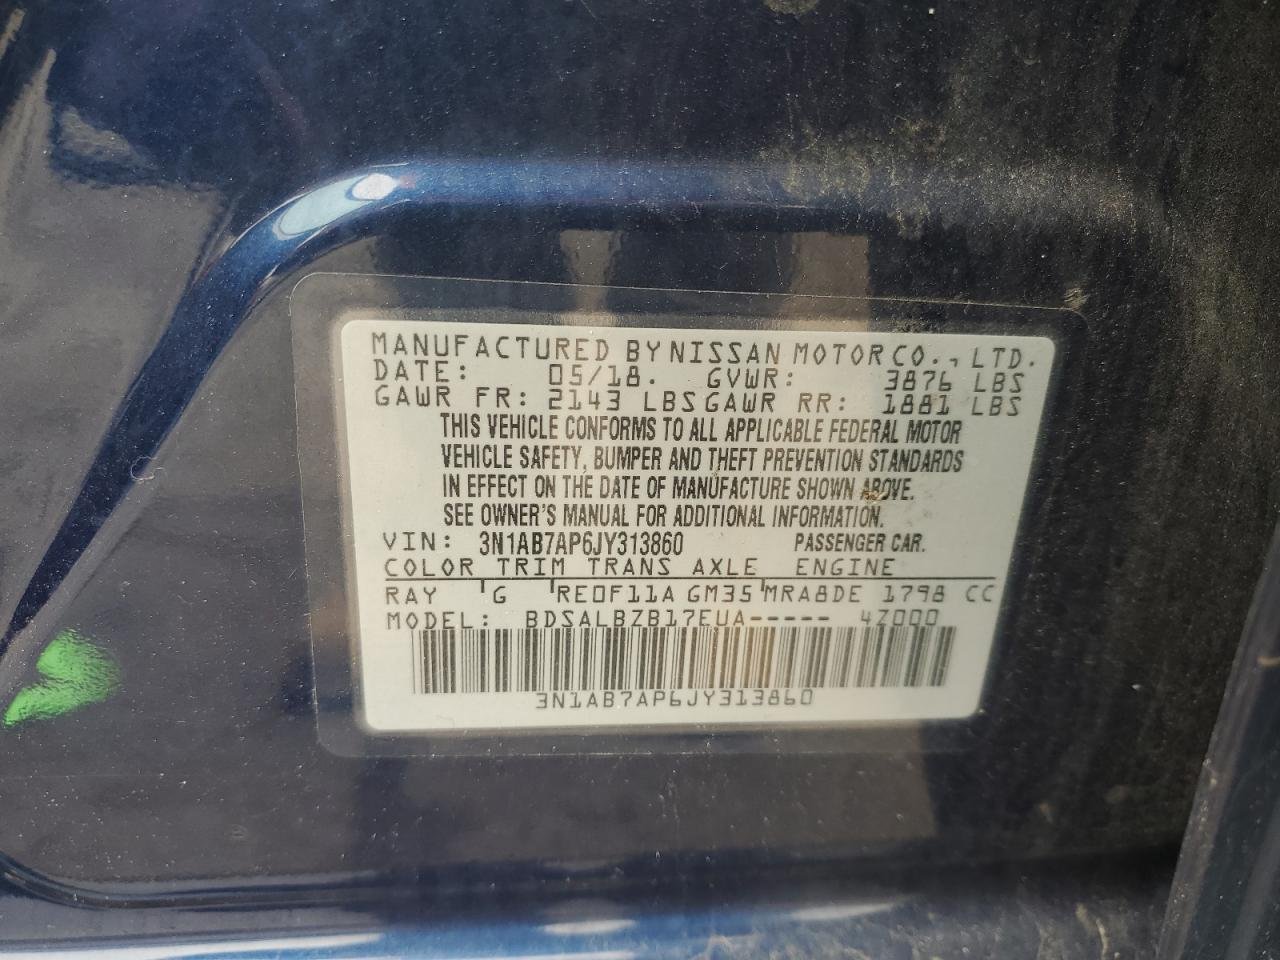 MANUFACTURED BY NISSAN MOTOR CO., LTD.
DATE: 05/18. GVWR: 3876 LBS
GAWR FR: 2143 LBS GAWR RR: 1881 LBS
THIS VEHICLE CONFORMS TO ALL APPLICABLE FEDERAL MOTOR
VEHICLE SAFETY, BUMPER AND THEFT PREVENTION STANDARDS
IN EFFECT ON THE DATE OF MANUFACTURE SHOWN ABOVE.
SEE OWNER'S MANUAL FOR ADDITIONAL INFORMATION.
VIN: 3N1AB7AP6JY313860 PASSENGER CAR.
COLOR TRIM TRANS AXLE ENGINE
RAY G RE0F11A GM35 MRA8DE 1798 CC
MODEL: BDSALBZB17EUA----- 4Z000
3N1AB7AP6JY313860